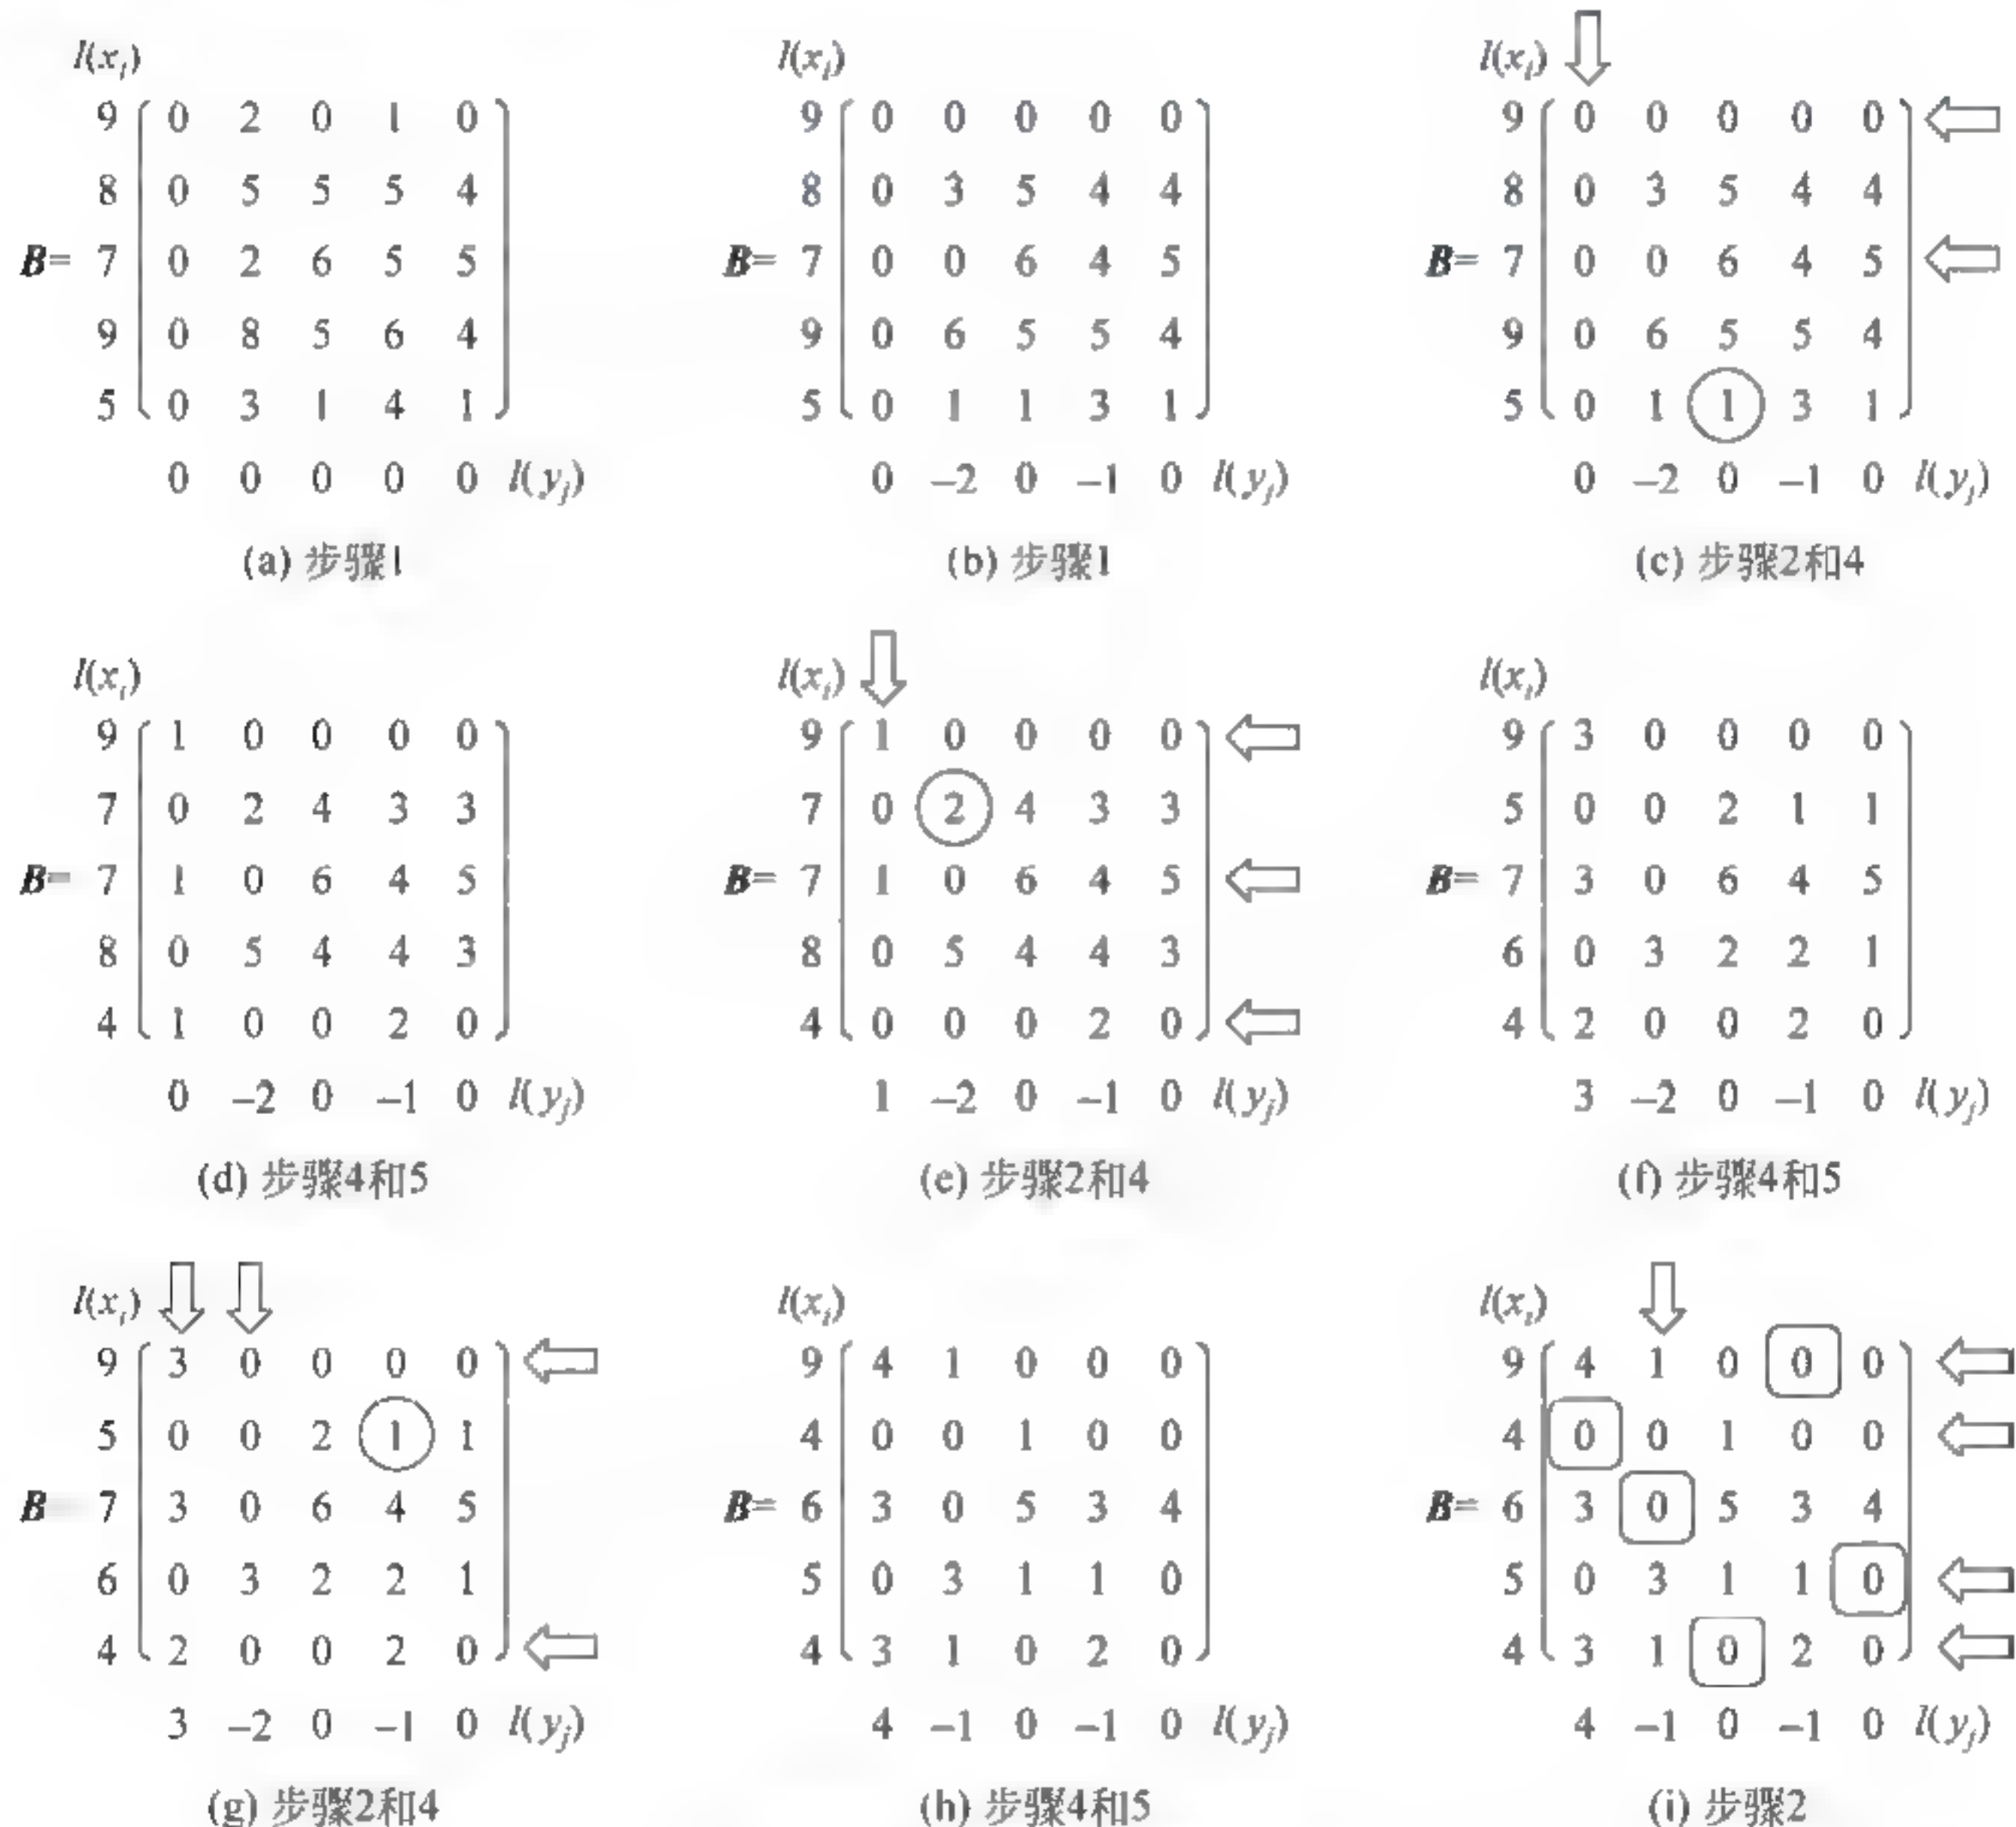 l(x_i)
9 0 2 0 1 0
8 0 5 5 5 4
B= 7 0 2 6 5 5
9 0 8 5 6 4
5 0 3 1 4 1
0 0 0 0 0 l(y_j)
(a) 步骤1
l(x_i)
9 0 0 0 0 0
8 0 3 5 4 4
B= 7 0 0 6 4 5
9 0 6 5 5 4
5 0 1 1 3 1
0 −2 0 −1 0 l(y_j)
(b) 步骤1
l(x_i)
9 0 0 0 0 0
8 0 3 5 4 4
B= 7 0 0 6 4 5
9 0 6 5 5 4
5 0 1 1 3 1
0 −2 0 −1 0 l(y_j)
(c) 步骤2和4
l(x_i)
9 1 0 0 0 0
7 0 2 4 3 3
B= 7 1 0 6 4 5
8 0 5 4 4 3
4 1 0 0 2 0
0 −2 0 −1 0 l(y_j)
(d) 步骤4和5
l(x_i)
9 1 0 0 0 0
7 0 2 4 3 3
B= 7 1 0 6 4 5
8 0 5 4 4 3
4 0 0 0 2 0
1 −2 0 −1 0 l(y_j)
(e) 步骤2和4
l(x_i)
9 3 0 0 0 0
5 0 0 2 1 1
B= 7 3 0 6 4 5
6 0 3 2 2 1
4 2 0 0 2 0
3 −2 0 −1 0 l(y_j)
(f) 步骤4和5
l(x_i)
9 3 0 0 0 0
5 0 0 2 1 1
B 7 3 0 6 4 5
6 0 3 2 2 1
4 2 0 0 2 0
3 −2 0 −1 0 l(y_j)
(g) 步骤2和4
l(x_i)
9 4 1 0 0 0
4 0 0 1 0 0
B= 6 3 0 5 3 4
5 0 3 1 1 0
4 3 1 0 2 0
4 −1 0 −1 0 l(y_j)
(h) 步骤4和5
l(x_i)
9 4 1 0 0 0
4 0 0 1 0 0
B= 6 3 0 5 3 4
5 0 3 1 1 0
4 3 1 0 2 0
4 −1 0 −1 0 l(y_j)
(i) 步骤2